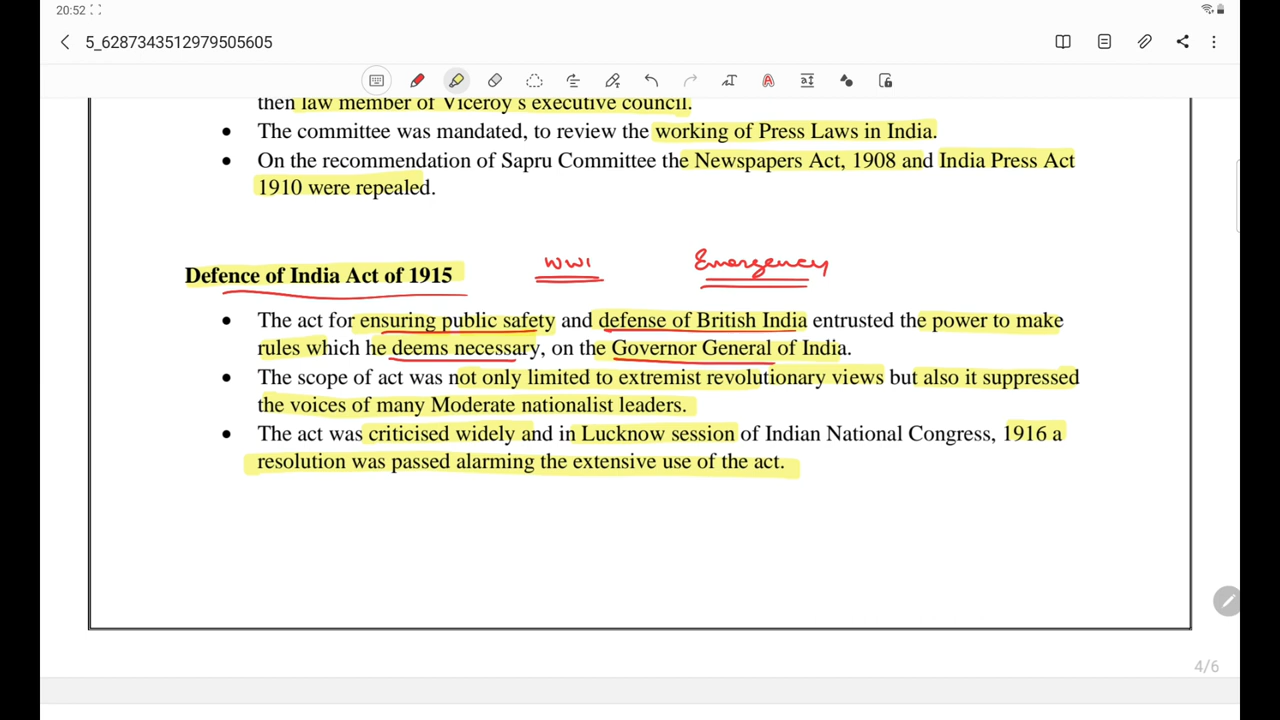 20:52
5_6287343512979505605
then law member of Viceroy's executive council.
• The committee was mandated, to review the working of Press Laws in India.
• On the recommendation of Sapru Committee the Newspapers Act, 1908 and India Press Act
1910 were repealed.
WW1 Emergency
Defence of India Act of 1915
• The act for ensuring public safety and defense of British India entrusted the power to make
rules which he deems necessary, on the Governor General of India.
• The scope of act was not only limited to extremist revolutionary views but also it suppressed
the voices of many Moderate nationalist leaders.
• The act was criticised widely and in Lucknow session of Indian National Congress, 1916 a
resolution was passed alarming the extensive use of the act.
4/6